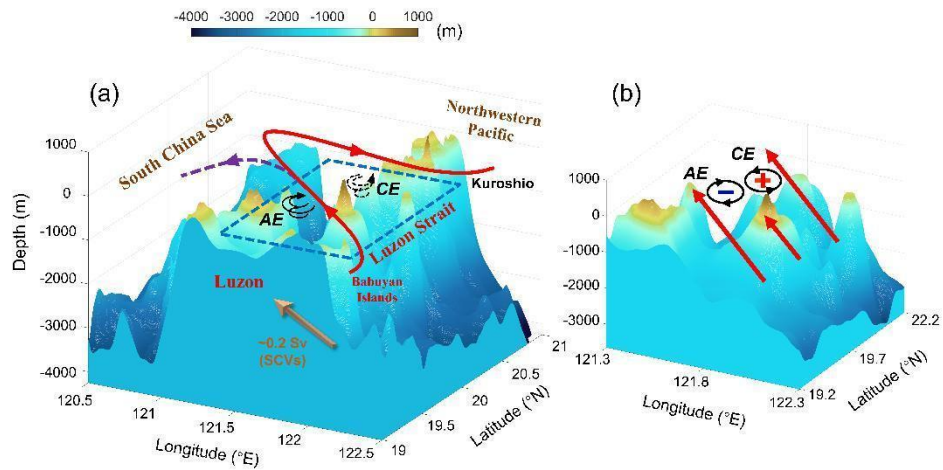 -4000 -3000 -2000 -1000 0 1000
(m)
(a)
South China Sea
Northwestern
Pacific
Kuroshio
AE
CE
Luzon Strait
Luzon
Babuyan
Islands
~0.2 Sv
(SCVs)
Depth (m)
1000
0
-1000
-2000
-3000
-4000
120.5
121
121.5
122
122.5
Longitude (°E)
19
19.5
20
20.5
21
Latitude (°N)
(b)
CE
AE
1000
0
-1000
-2000
-3000
121.3
121.8
122.3
Longitude (°E)
19.2
19.7
22.2
Latitude (°N)